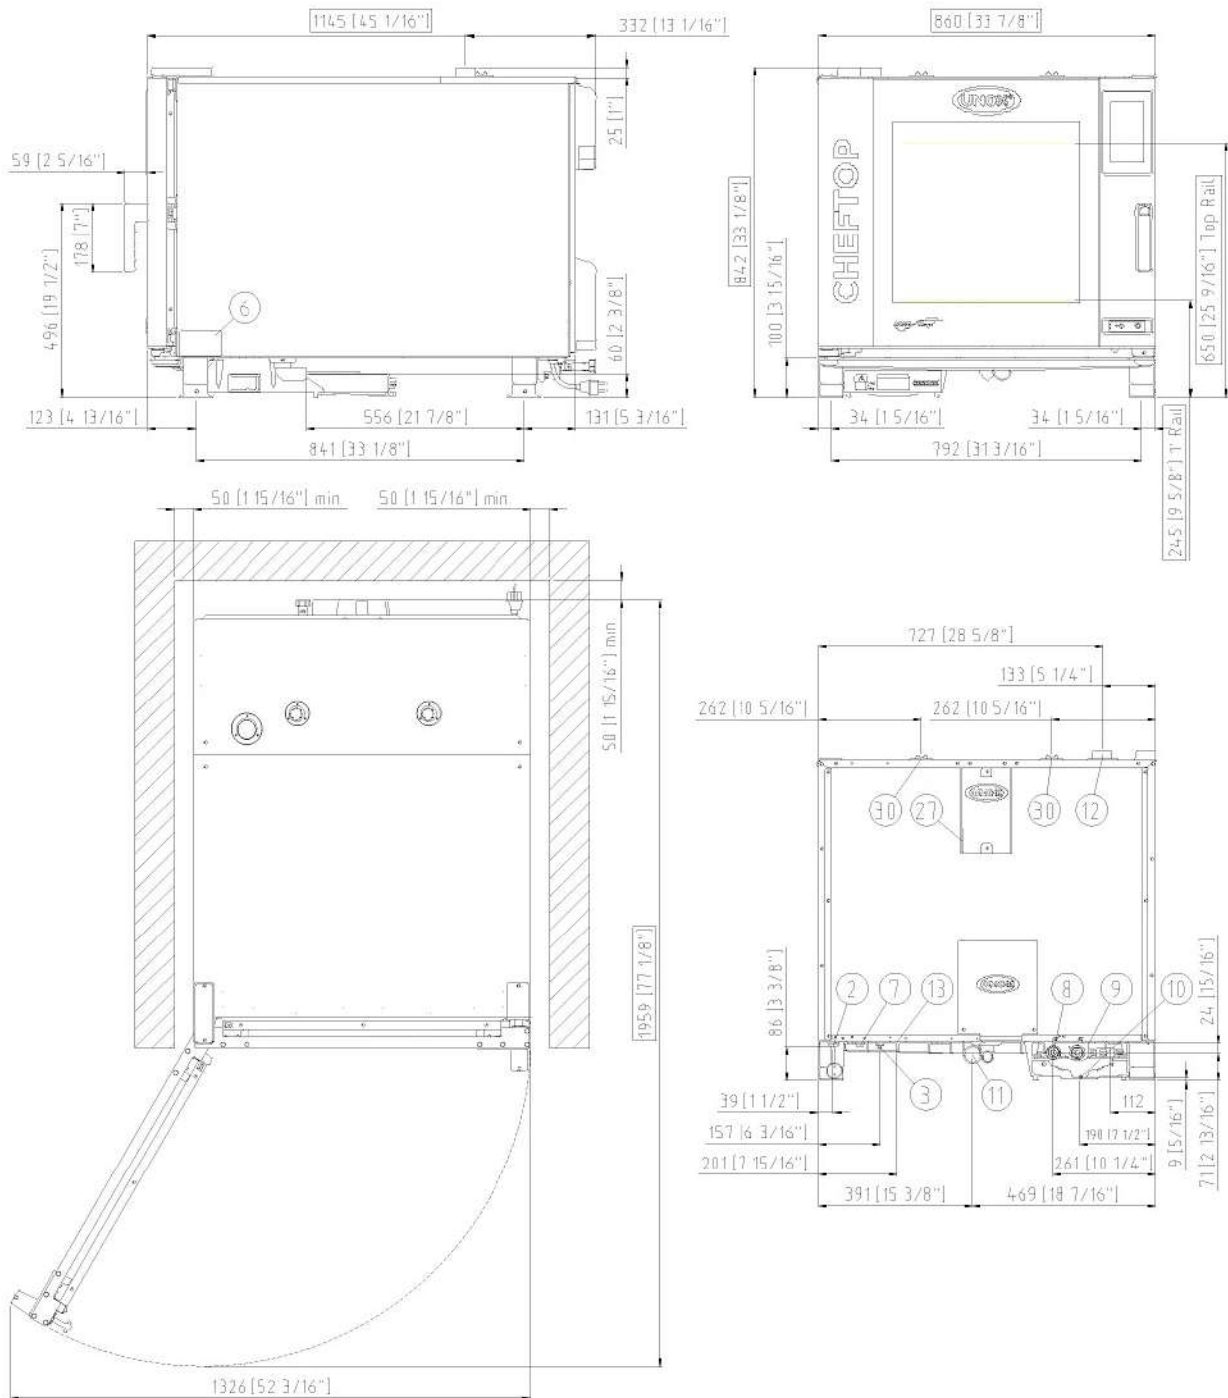 1145 [45 1/16"]
332 [13 1/16"]
860 [33 7/8"]
25 [1"]
59 [2 5/16"]
178 [7"]
496 [19 1/2"]
6
60 [2 3/8"]
123 [4 13/16"]
556 [21 7/8"]
131 [5 3/16"]
841 [33 1/8"]
UNOX
CHEFTOP
842 [33 1/8"]
100 [3 15/16"]
650 [25 9/16"] Top Rail
34 [1 5/16"]
34 [1 5/16"]
792 [31 3/16"]
245 [9 5/8"] 1' Rail
50 [1 15/16"] min
50 [1 15/16"] min
50 [1 15/16"] min
1959 [77 1/8"]
1326 [52 3/16"]
727 [28 5/8"]
133 [5 1/4"]
262 [10 5/16"]
262 [10 5/16"]
30
27
30
12
UNOX
UNOX
86 [3 3/8"]
2
7
13
8
9
10
24 [15/16"]
3
11
39 [1 1/2"]
112
157 [6 3/16"]
190 [7 1/2"]
9 [5/16"]
201 [7 15/16"]
261 [10 1/4"]
71 [2 13/16"]
391 [15 3/8"]
469 [18 7/16"]